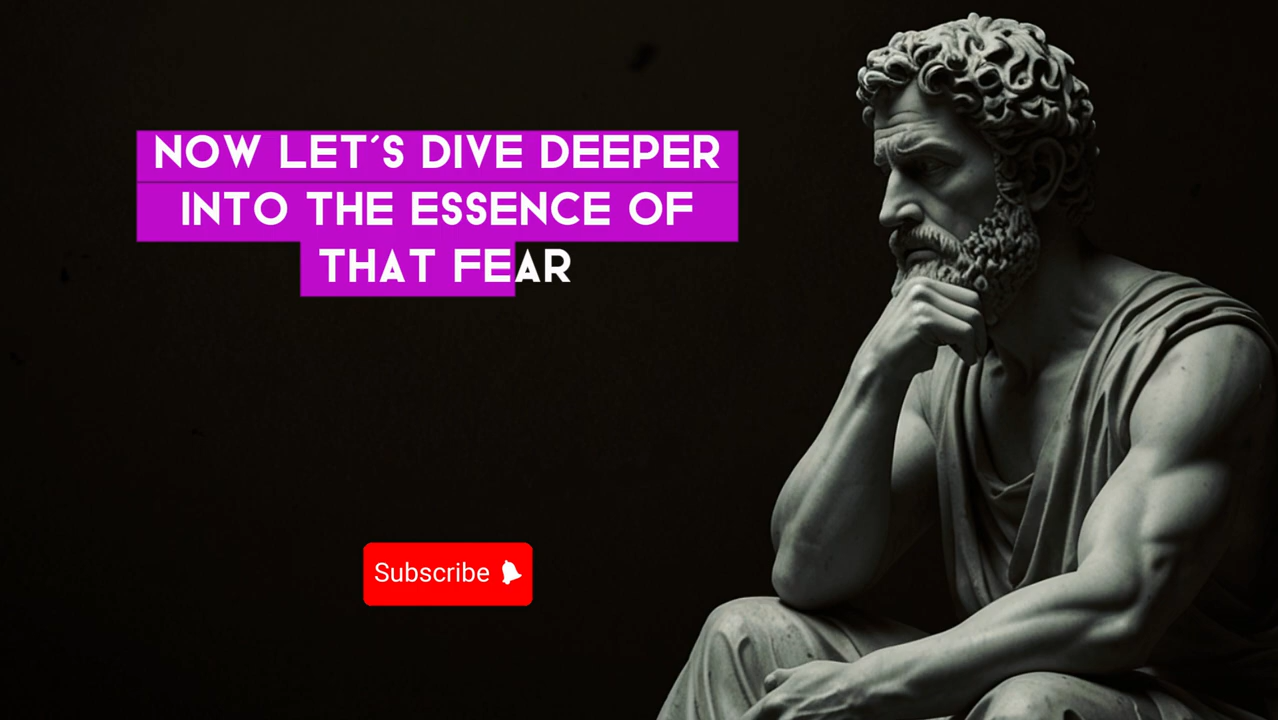 NOW LET´S DIVE DEEPER
INTO THE ESSENCE OF
THAT FEAR
Subscribe